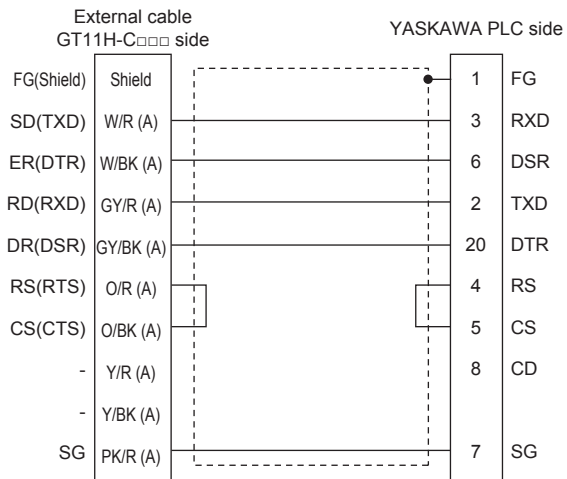 External cable
GT11H-C□□□ side
YASKAWA PLC side
FG(Shield) Shield 1 FG
SD(TXD) W/R (A) 3 RXD
ER(DTR) W/BK (A) 6 DSR
RD(RXD) GY/R (A) 2 TXD
DR(DSR) GY/BK (A) 20 DTR
RS(RTS) O/R (A) 4 RS
CS(CTS) O/BK (A) 5 CS
- Y/R (A) 8 CD
- Y/BK (A)
SG PK/R (A) 7 SG